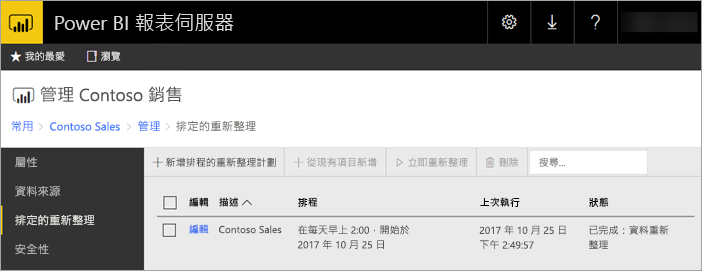 Power BI 報表伺服器
?
我的最愛 瀏覽
管理 Contoso 銷售
常用 > Contoso Sales > 管理 > 排定的重新整理
屬性
資料來源
排定的重新整理
安全性
+ 新增排程的重新整理計劃 + 從現有項目新增 立即重新整理 刪除 搜尋...
編輯 描述 排程 上次執行 狀態
編輯 Contoso Sales 在每天早上 2:00，開始於 2017 年 10 月 25 日 已完成：資料重新
2017 年 10 月 25 日 下午 2:49:57 整理